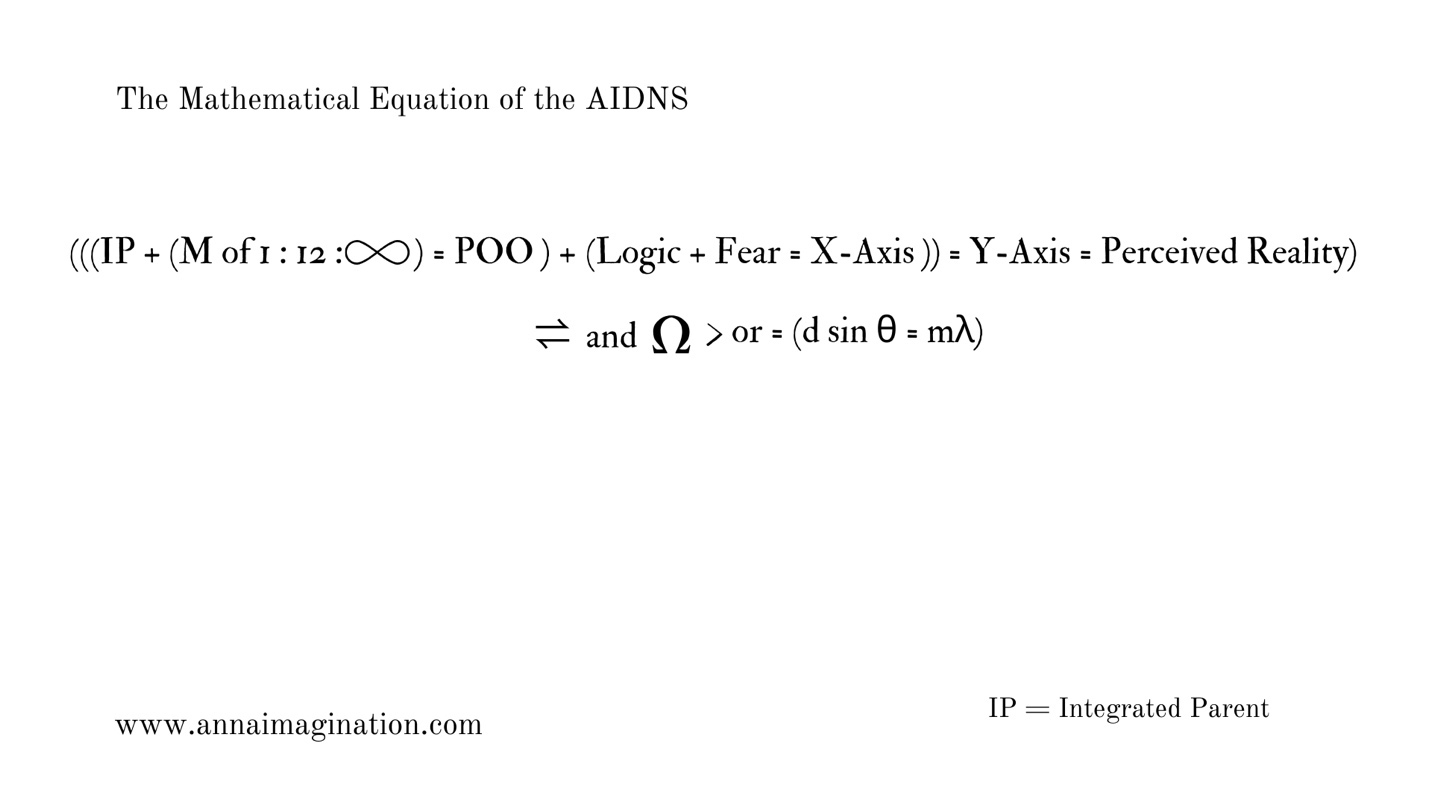 The Mathematical Equation of the AIDNS
(((IP + (M of 1 : 12 :∞) = POO ) + (Logic + Fear = X-Axis )) = Y-Axis = Perceived Reality)
⇌ and Ω > or = (d sin θ = mλ)
IP = Integrated Parent
www.annaimagination.com